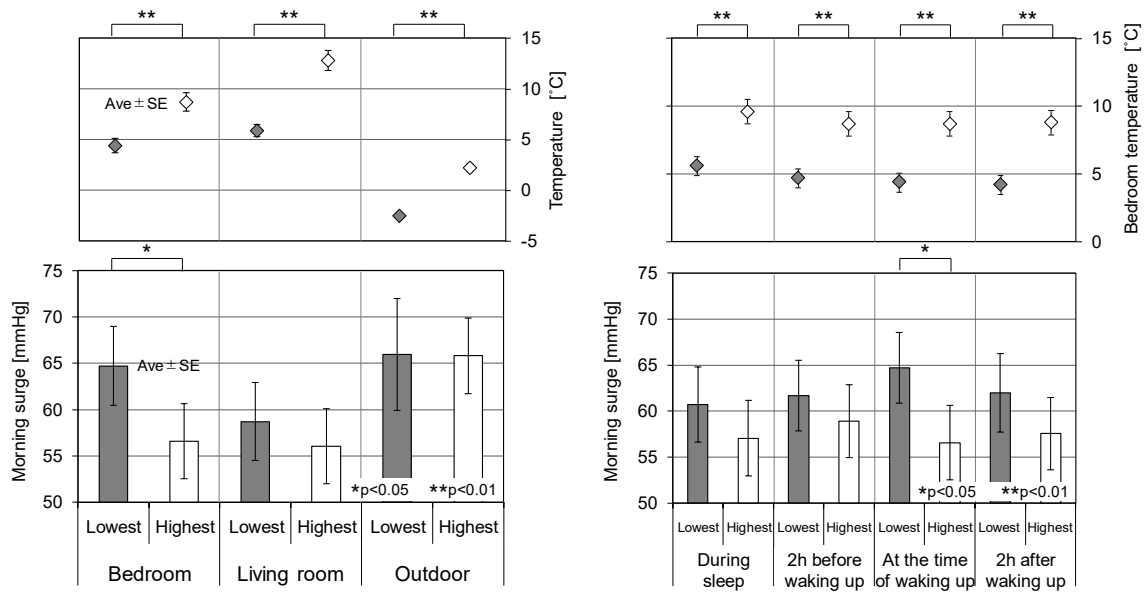 ** ** **
15
10
5
0
-5
Temperature [˚C]
Ave ± SE
*
75
70
65
60
55
50
Morning surge [mmHg]
Ave ± SE
*p<0.05 **p<0.01
Lowest Highest Lowest Highest Lowest Highest
Bedroom Living room Outdoor
** ** ** **
15
10
5
0
Bedroom temperature [˚C]
*
75
70
65
60
55
50
Morning surge [mmHg]
*p<0.05 **p<0.01
Lowest Highest Lowest Highest Lowest Highest Lowest Highest
During sleep
2h before waking up
At the time of waking up
2h after waking up